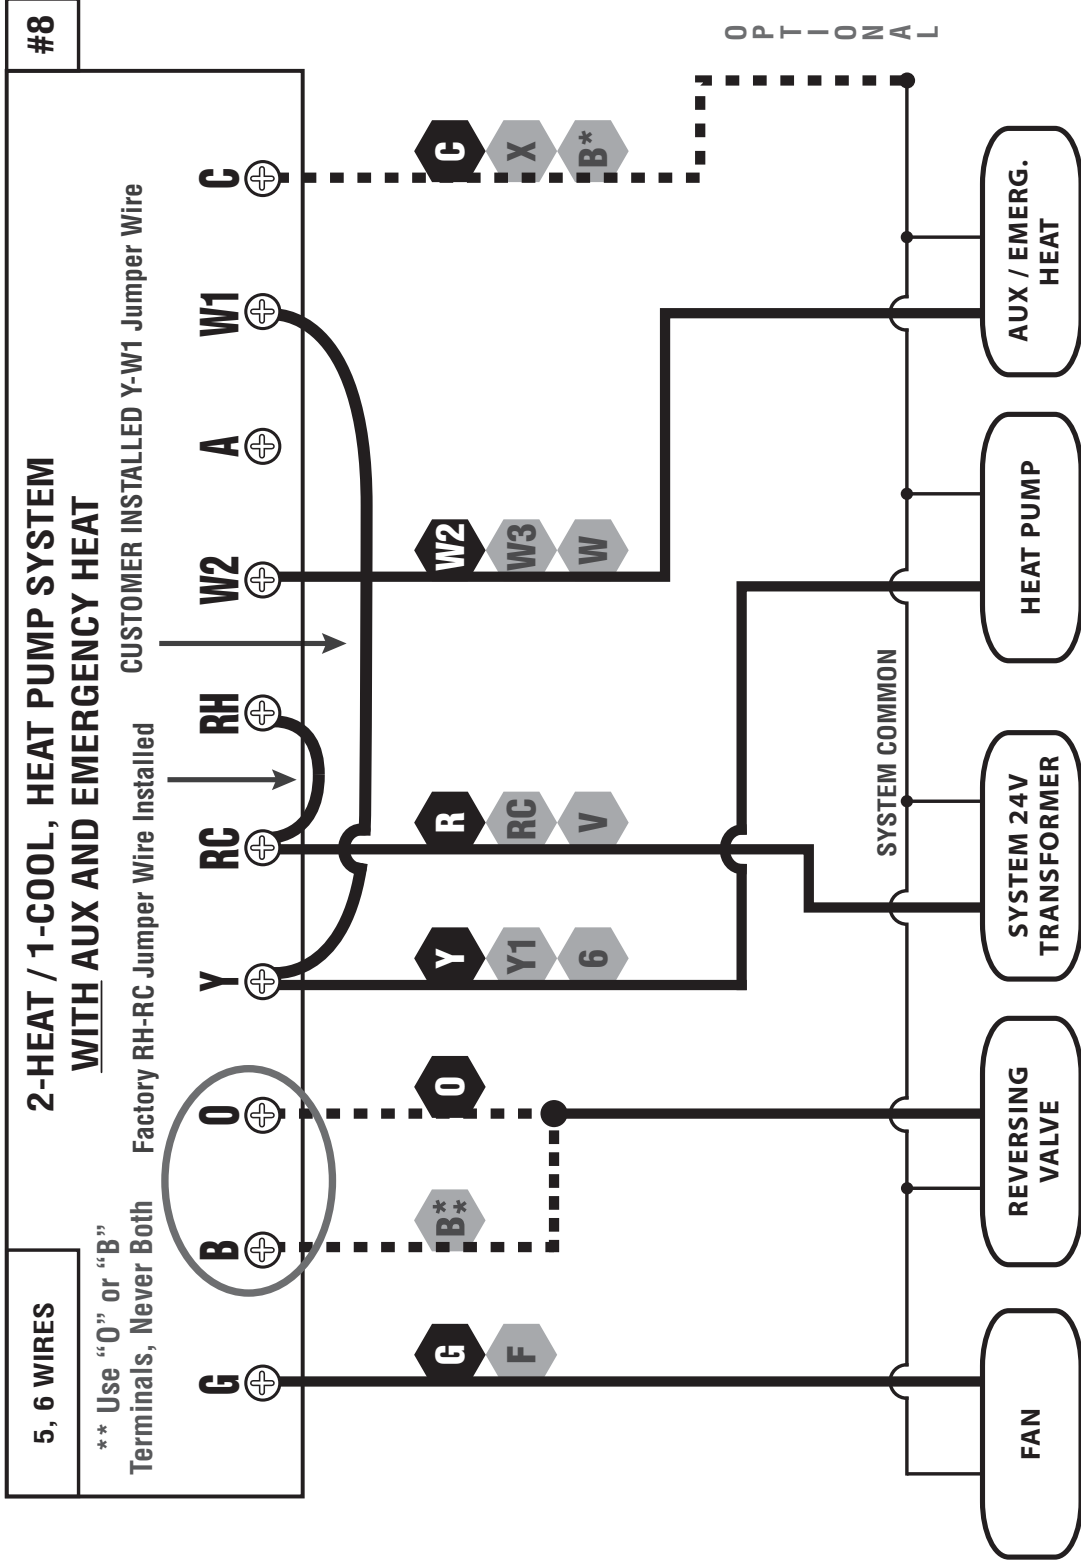 5, 6 WIRES
2-HEAT / 1-COOL, HEAT PUMP SYSTEM
WITH AUX AND EMERGENCY HEAT
#8
** Use “O” or “B”
Terminals, Never Both
Factory RH-RC Jumper Wire Installed
CUSTOMER INSTALLED Y-W1 Jumper Wire
G
B
O
Y
RC
RH
W2
A
W1
C
G
F
B*
*
O
Y
Y1
6
R
RC
V
W2
W3
W
C
X
B*
OPTIONAL
SYSTEM COMMON
FAN
REVERSING
VALVE
SYSTEM 24V
TRANSFORMER
HEAT PUMP
AUX / EMERG.
HEAT